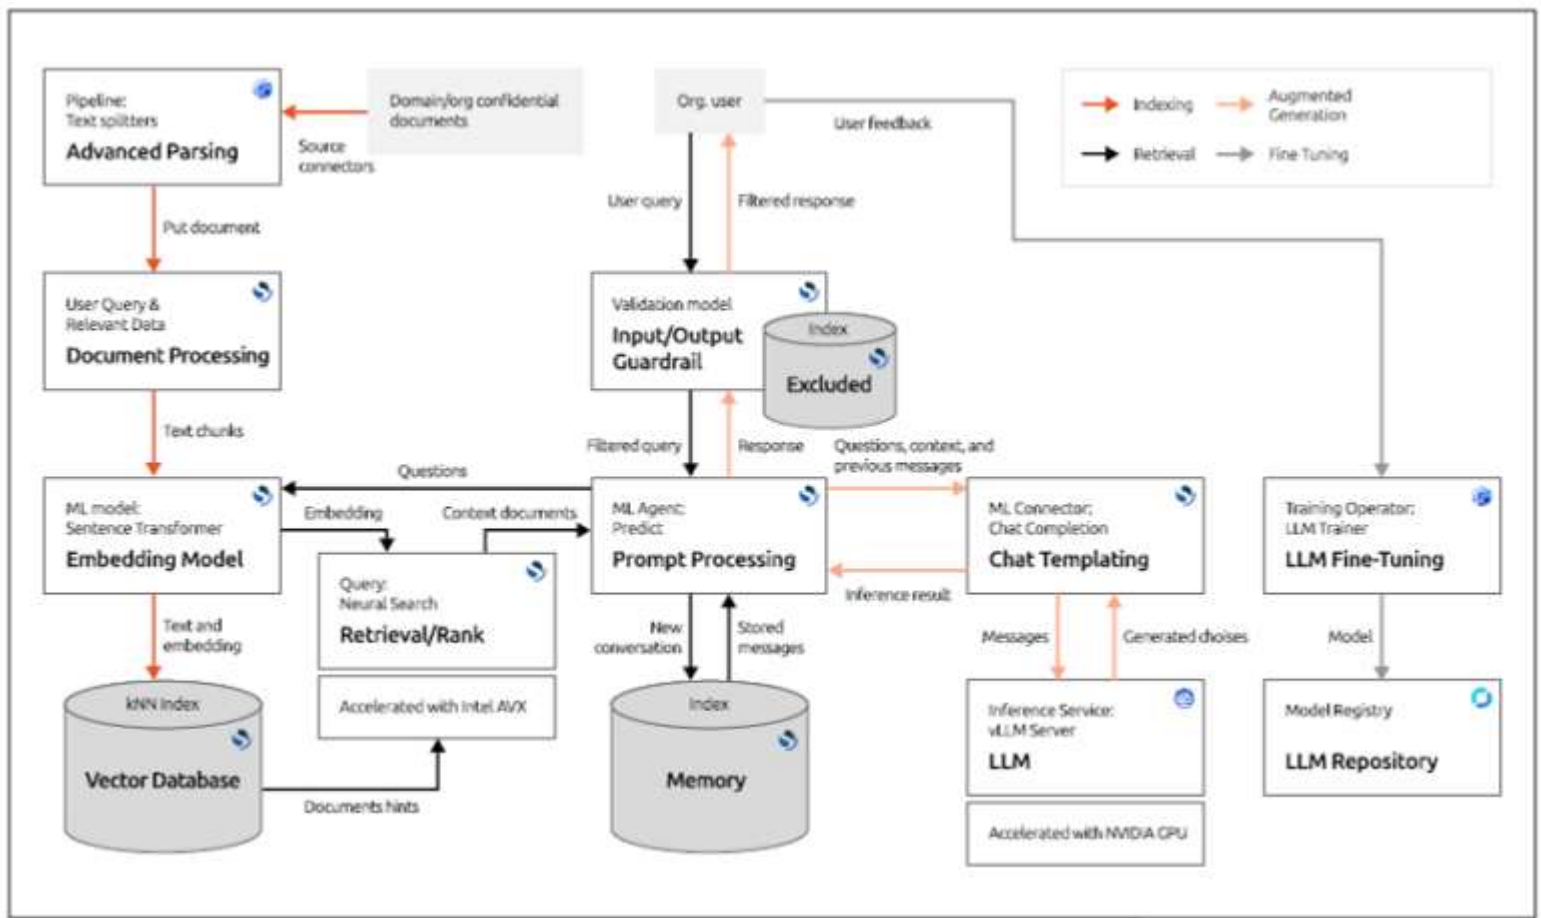 Pipeline:
Text splitters
Advanced Parsing
Domain/org confidential
documents
Source
connectors
Org. user
User feedback
Indexing
Augmented
Generation
Retrieval
Fine Tuning
Put document
User query
Filtered response
User Query &
Relevant Data
Document Processing
Validation model
Input/Output
Guardrail
Index
Excluded
Text chunks
Filtered query
Response
Questions, context, and
previous messages
Questions
ML model:
Sentence Transformer
Embedding Model
Embedding
Context documents
ML Agent:
Predict
Prompt Processing
ML Connector:
Chat Completion
Chat Templating
Training Operator:
LLM Trainer
LLM Fine-Tuning
Query:
Neural Search
Retrieval/Rank
Inference result
Text and
embedding
New
conversation
Stored
messages
Messages
Generated choises
Model
kNN Index
Vector Database
Accelerated with Intel AVX
Index
Memory
Inference Service:
vLLM Server
LLM
Model Registry
LLM Repository
Documents hints
Accelerated with NVIDIA GPU